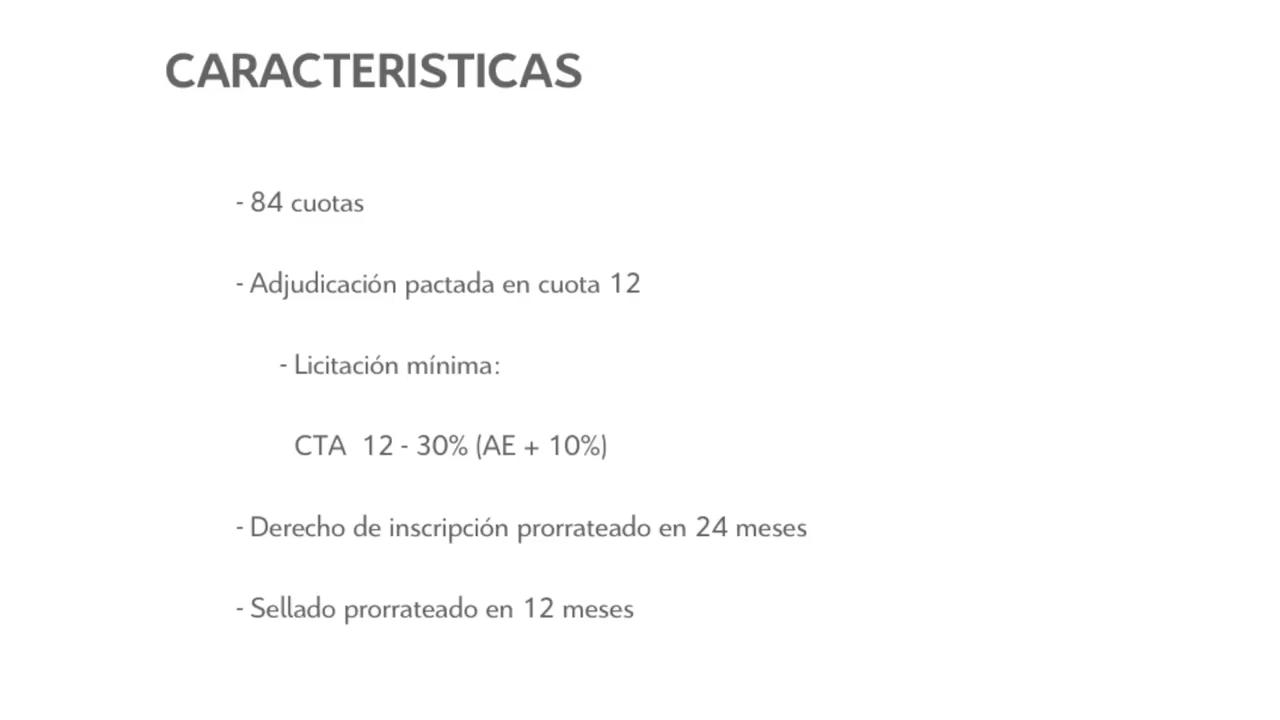 CARACTERISTICAS
- 84 cuotas
- Adjudicación pactada en cuota 12
- Licitación mínima:
CTA  12 - 30% (AE + 10%)
- Derecho de inscripción prorrateado en 24 meses
- Sellado prorrateado en 12 meses